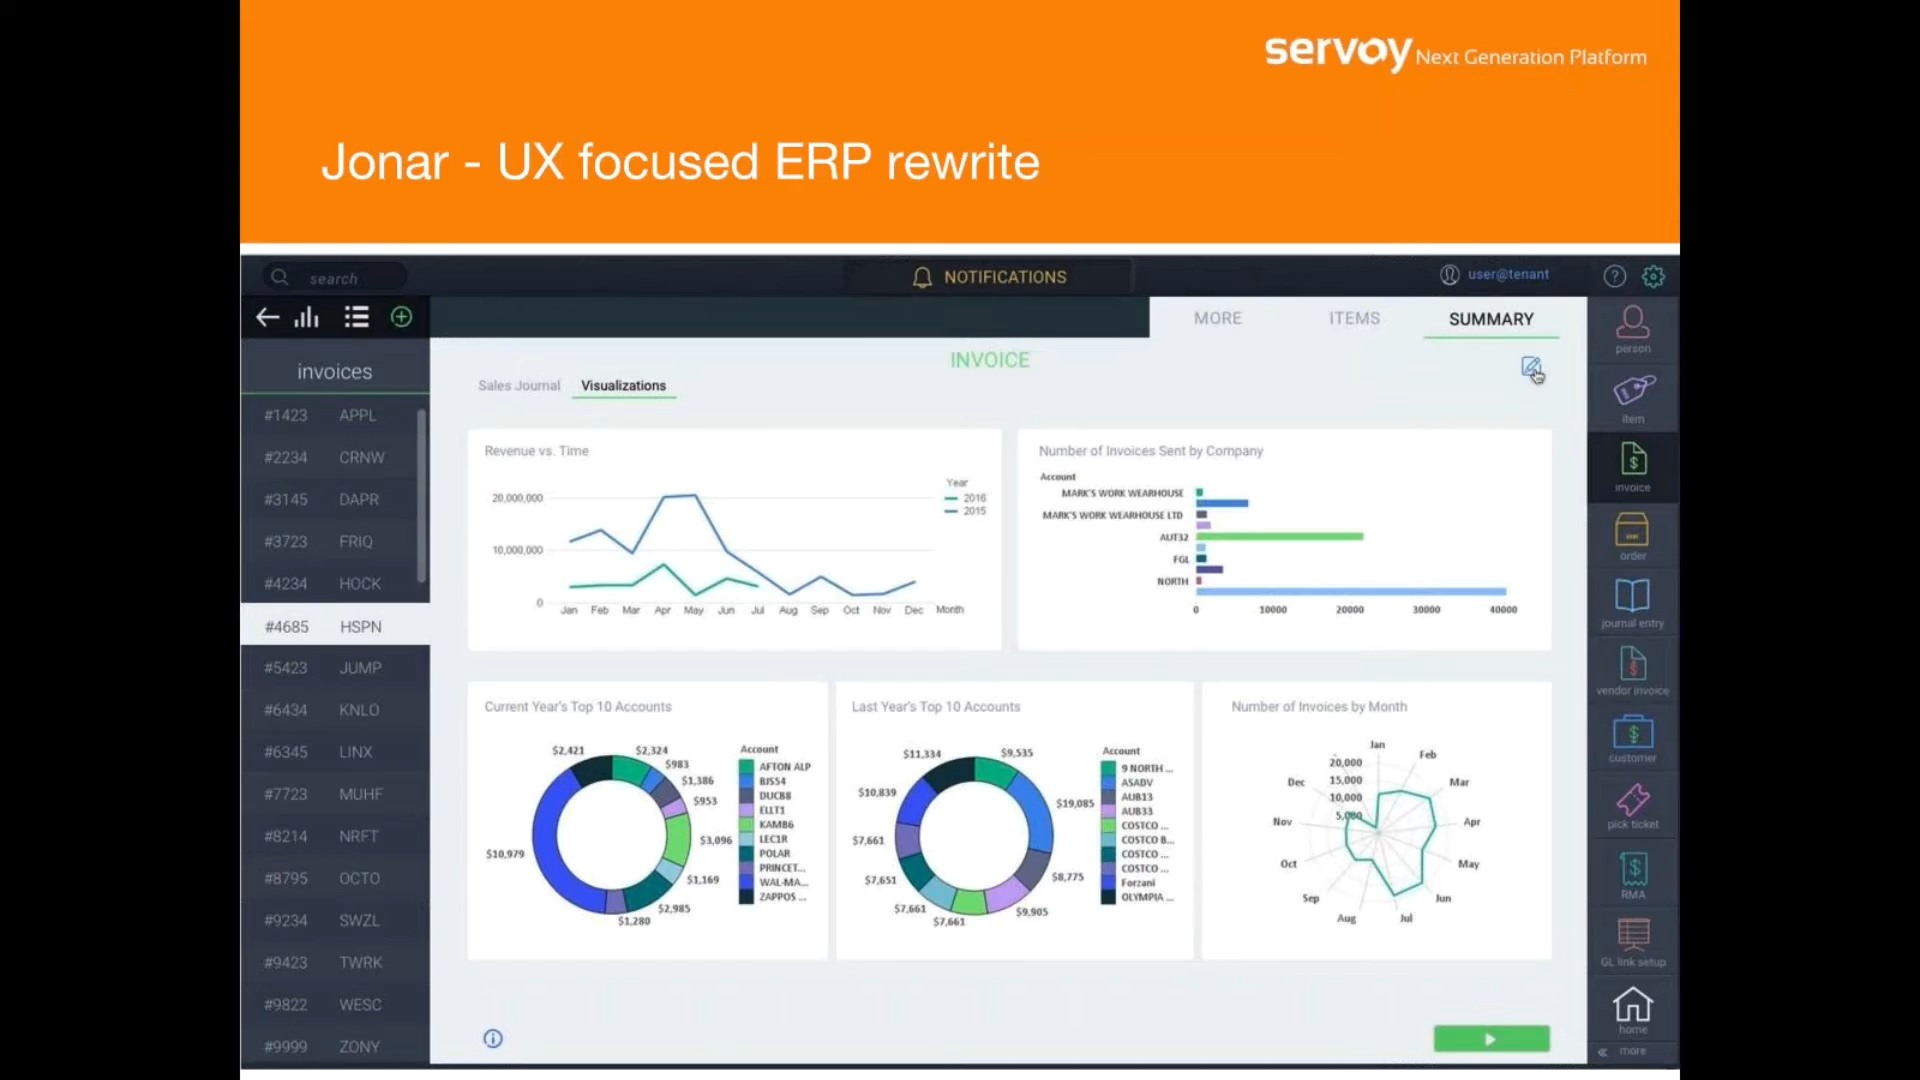 servoy Next Generation Platform
Jonar - UX focused ERP rewrite
search
NOTIFICATIONS
user@tenant
?
MORE ITEMS SUMMARY
invoices
#1423 APPL
#2234 CRNW
#3145 DAPR
#3723 FRIQ
#4234 HOCK
#4685 HSPN
#5423 JUMP
#6434 KNLO
#6345 LINX
#7723 MUHF
#8214 NRFT
#8795 OCTO
#9234 SWZL
#9423 TWRK
#9822 WESC
#9999 ZONY
INVOICE
Sales Journal Visualizations
Revenue vs. Time
20,000,000
10,000,000
0
Jan Feb Mar Apr May Jun Jul Aug Sep Oct Nov Dec Month
Year
2016
2015
Number of Invoices Sent by Company
Account
MARK'S WORK WEARHOUSE
MARK'S WORK WEARHOUSE LTD
AUT32
FGL
NORTH
0 10000 20000 30000 40000
Current Year's Top 10 Accounts
$2,421
$2,324
$983
$1,386
$953
$3,096
$1,169
$2,985
$1,280
$10,979
Account
AFTON ALP
BJSS4
DUCB8
ELLT1
KAMB6
LEC1R
POLAR
PRINCET...
WAL-MA...
ZAPPOS ...
Last Year's Top 10 Accounts
$11,334
$9,535
$19,085
$8,775
$9,905
$7,661
$7,661
$7,651
$7,661
$10,839
Account
9 NORTH ...
ASADV
AUB13
AUB33
COSTCO ...
COSTCO B...
COSTCO ...
COSTCO ...
Forzani
OLYMPIA ...
Number of Invoices by Month
Jan
Feb
Mar
Apr
May
Jun
Jul
Aug
Sep
Oct
Nov
Dec
20,000
15,000
10,000
5,000
person
item
invoice
order
journal entry
vendor invoice
customer
pick ticket
RMA
GL link setup
home
« more